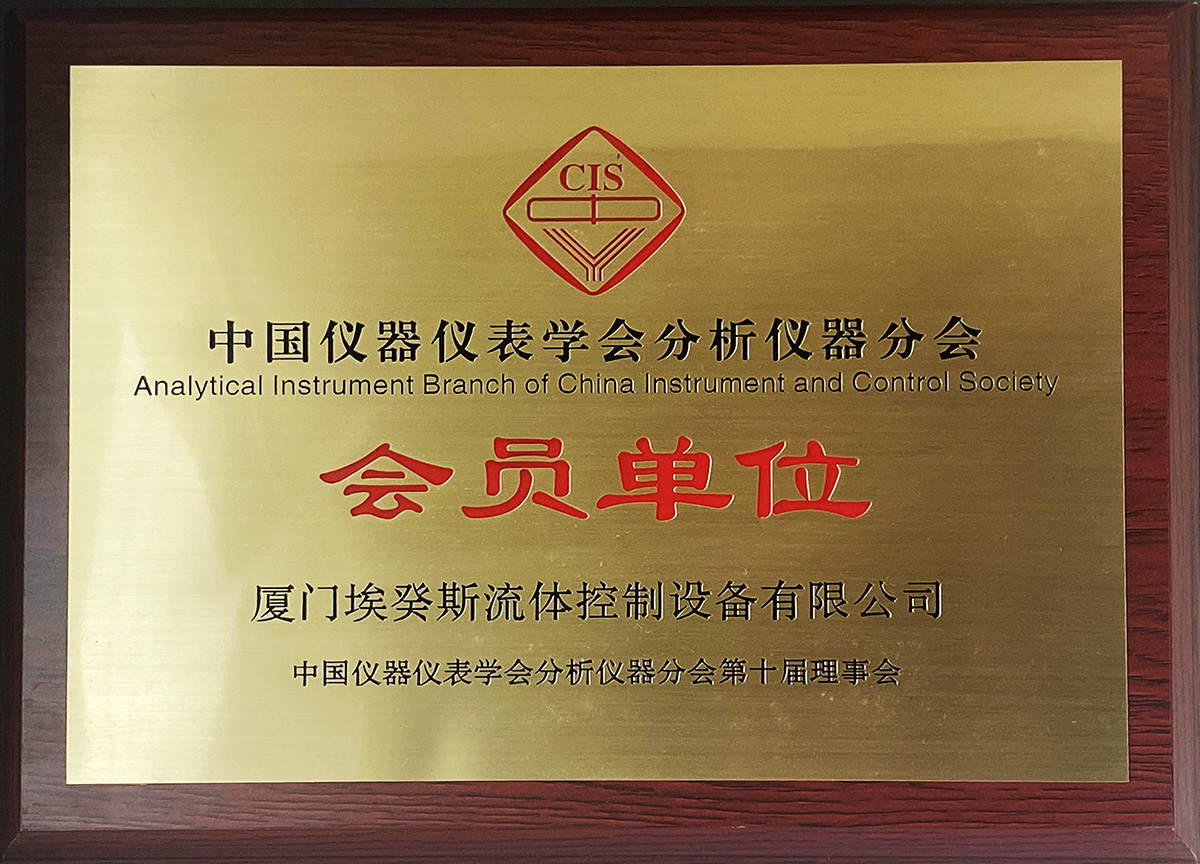 CIS
中国仪器仪表学会分析仪器分会
Analytical Instrument Branch of China Instrument and Control Society
会员单位
厦门埃癸斯流体控制设备有限公司
中国仪器仪表学会分析仪器分会第十届理事会